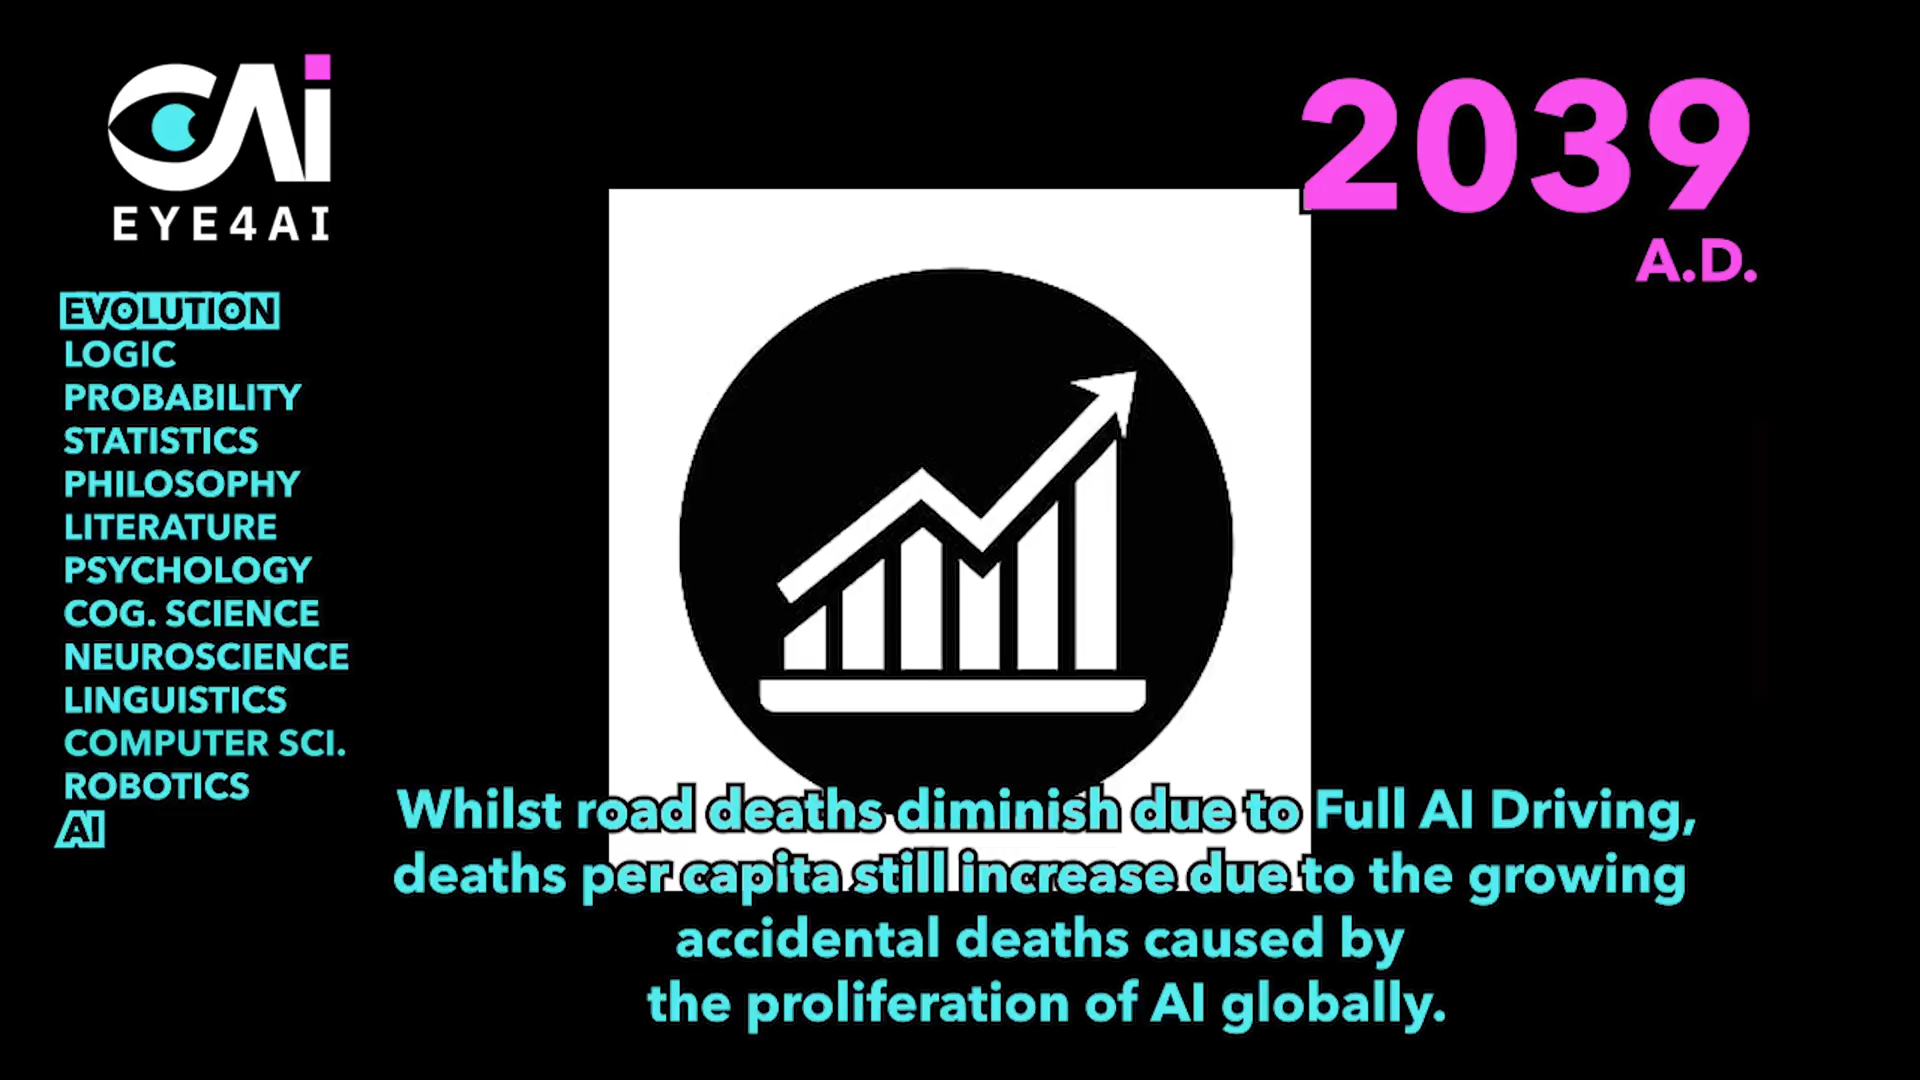 CAi
EYE4AI
2039
A.D.
EVOLUTION
LOGIC
PROBABILITY
STATISTICS
PHILOSOPHY
LITERATURE
PSYCHOLOGY
COG. SCIENCE
NEUROSCIENCE
LINGUISTICS
COMPUTER SCI.
ROBOTICS
AI
Whilst road deaths diminish due to Full AI Driving,
deaths per capita still increase due to the growing
accidental deaths caused by
the proliferation of AI globally.